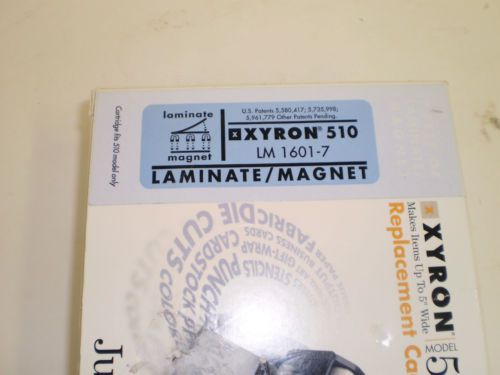 Cartridge fits 510 model only
laminate
magnet
U.S. Patents 5,580,417; 5,735,998;
5,961,779 Other Patents Pending.
XYRON® 510
LM 1601-7
LAMINATE/MAGNET
XYRON®
Makes Items Up To 5" Wide
Replacement Ca
MODEL 5
FABRIC DIE CUTS
PAPER
BUSINESS CARDS
GIFT-WRAP CARDSTOCK
STENCILS PUNCH
COLOR
Ju